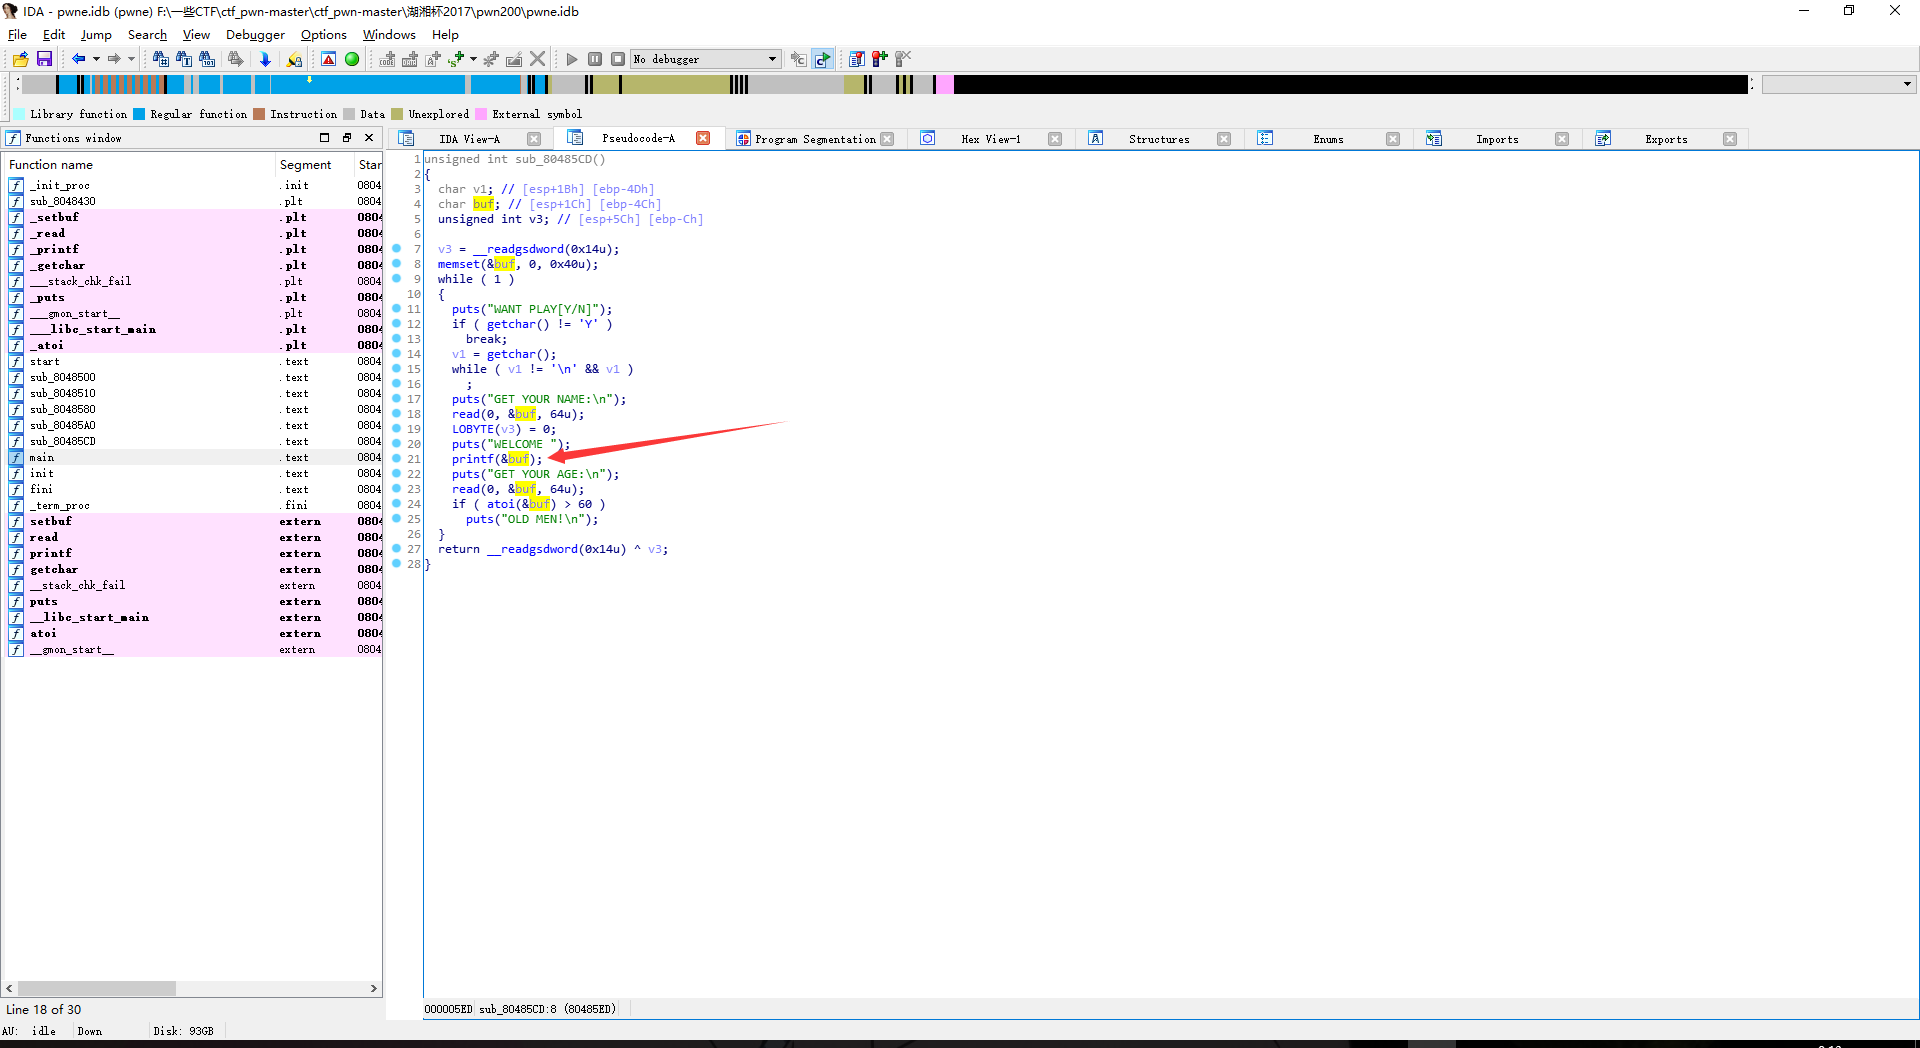 IDA - pwne.idb (pwne) F:\一些CTF\ctf_pwn-master\ctf_pwn-master\湖湘杯2017\pwn200\pwne.idb
File Edit Jump Search View Debugger Options Windows Help
No debugger
Library function Regular function Instruction Data Unexplored External symbol
Functions window
IDA View-A Pseudocode-A Program Segmentation Hex View-1 Structures Enums Imports Exports
Function name Segment Star
_init_proc .init 0804
sub_8048430 .plt 0804
_setbuf .plt 0804
_read .plt 0804
_printf .plt 0804
_getchar .plt 0804
___stack_chk_fail .plt 0804
_puts .plt 0804
___gmon_start__ .plt 0804
___libc_start_main .plt 0804
_atoi .plt 0804
start .text 0804
sub_8048500 .text 0804
sub_8048510 .text 0804
sub_8048580 .text 0804
sub_80485A0 .text 0804
sub_80485CD .text 0804
main .text 0804
init .text 0804
fini .text 0804
_term_proc .fini 0804
setbuf extern 0804
read extern 0804
printf extern 0804
getchar extern 0804
__stack_chk_fail extern 0804
puts extern 0804
__libc_start_main extern 0804
atoi extern 0804
__gmon_start__ extern 0804
Line 18 of 30
1 unsigned int sub_80485CD()
2 {
3 char v1; // [esp+1Bh] [ebp-4Dh]
4 char buf; // [esp+1Ch] [ebp-4Ch]
5 unsigned int v3; // [esp+5Ch] [ebp-Ch]
6
7 v3 = __readgsdword(0x14u);
8 memset(&buf, 0, 0x40u);
9 while ( 1 )
10 {
11 puts("WANT PLAY[Y/N]");
12 if ( getchar() != 'Y' )
13 break;
14 v1 = getchar();
15 while ( v1 != '\n' && v1 )
16 ;
17 puts("GET YOUR NAME:\n");
18 read(0, &buf, 64u);
19 LOBYTE(v3) = 0;
20 puts("WELCOME ");
21 printf(&buf);
22 puts("GET YOUR AGE:\n");
23 read(0, &buf, 64u);
24 if ( atoi(&buf) > 60 )
25 puts("OLD MEN!\n");
26 }
27 return __readgsdword(0x14u) ^ v3;
28 }
000005ED sub_80485CD:8 (80485ED)
AU: idle Down Disk: 93GB